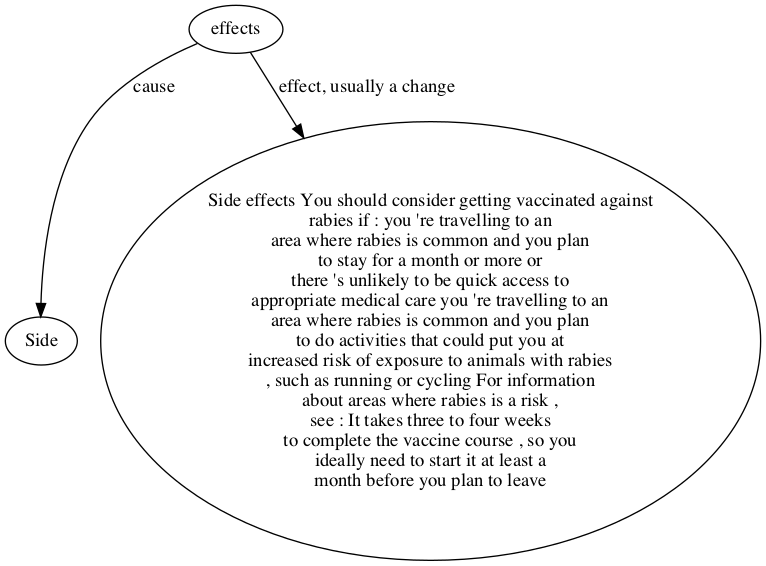 effects
cause
effect, usually a change
Side effects You should consider getting vaccinated against
rabies if : you 're travelling to an
area where rabies is common and you plan
to stay for a month or more or
there 's unlikely to be quick access to
appropriate medical care you 're travelling to an
area where rabies is common and you plan
to do activities that could put you at
increased risk of exposure to animals with rabies
, such as running or cycling For information
about areas where rabies is a risk ,
see : It takes three to four weeks
to complete the vaccine course , so you
ideally need to start it at least a
month before you plan to leave
Side